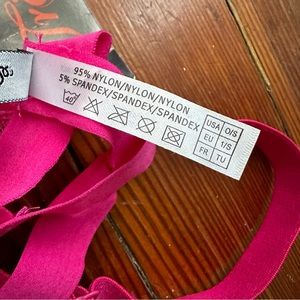 95% NYLON/NYLON/NYLON
5% SPANDEX/SPANDEX/SPANDEX
40°
USA O/S
EU 1/S
FR TU